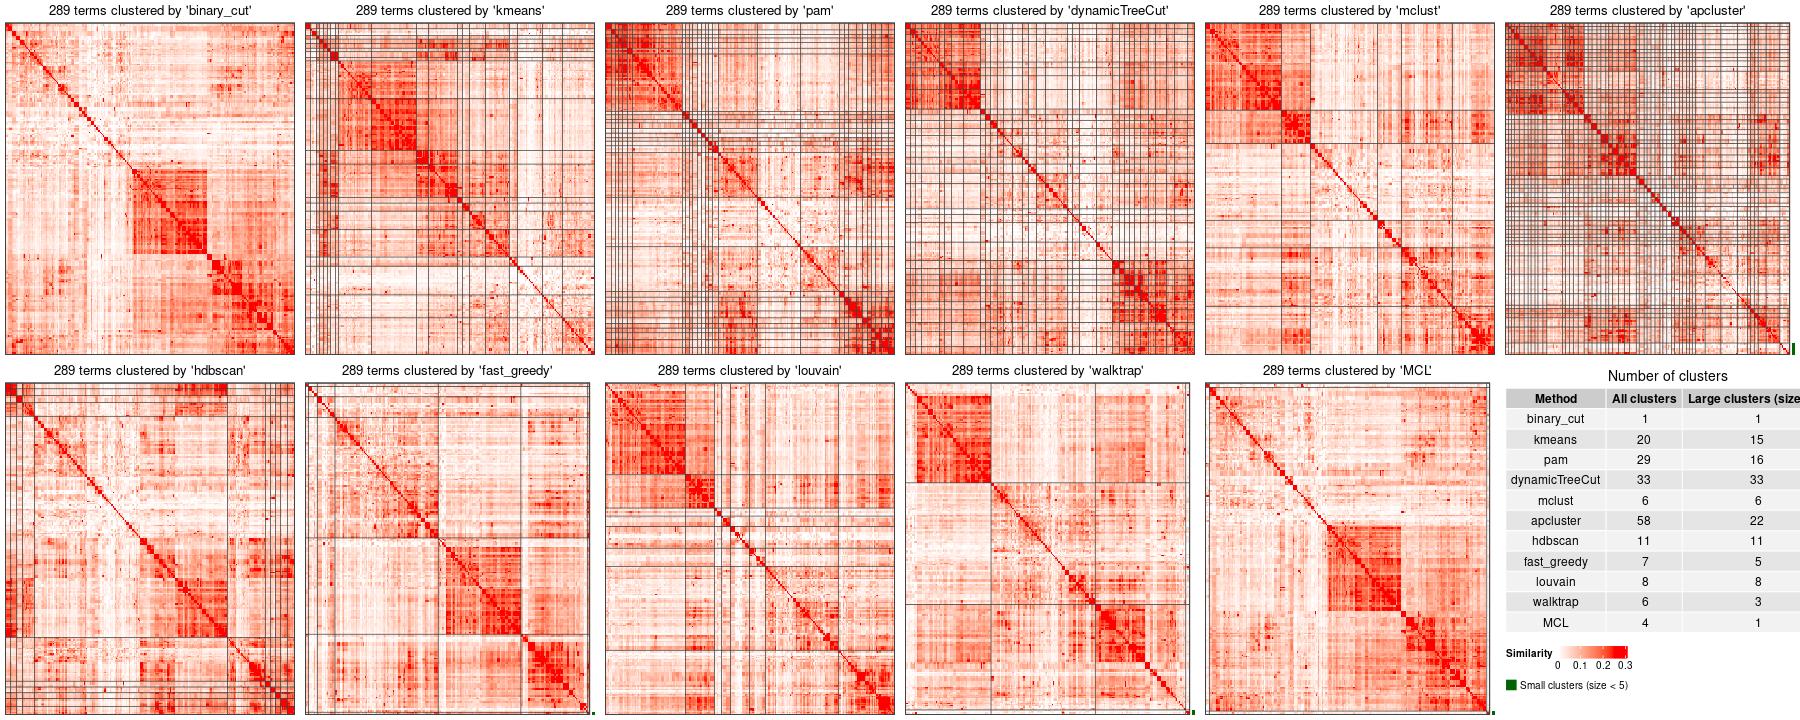 289 terms clustered by 'binary_cut'
289 terms clustered by 'kmeans'
289 terms clustered by 'pam'
289 terms clustered by 'dynamicTreeCut'
289 terms clustered by 'mclust'
289 terms clustered by 'apcluster'
289 terms clustered by 'hdbscan'
289 terms clustered by 'fast_greedy'
289 terms clustered by 'louvain'
289 terms clustered by 'walktrap'
289 terms clustered by 'MCL'
Number of clusters
Method All clusters Large clusters (size
binary_cut 1 1
kmeans 20 15
pam 29 16
dynamicTreeCut 33 33
mclust 6 6
apcluster 58 22
hdbscan 11 11
fast_greedy 7 5
louvain 8 8
walktrap 6 3
MCL 4 1
Similarity
0 0.1 0.2 0.3
Small clusters (size < 5)